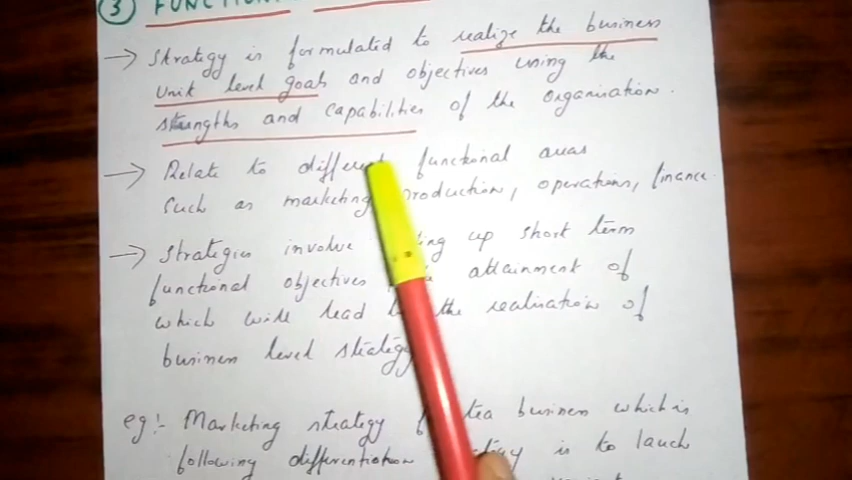 ③ FUNCTION
→ Strategy is formulated to realize the business
unit level goals and objectives using the
strengths and capabilities of the organisation.
→ Relate to different functional areas
such as marketing production, operations, finance.
→ Strategies involve up short term
functional objectives attainment of
which will lead the realisation of
business level strategy
eg:- Marketing strategy tea business which is
following differentiation is to lauch